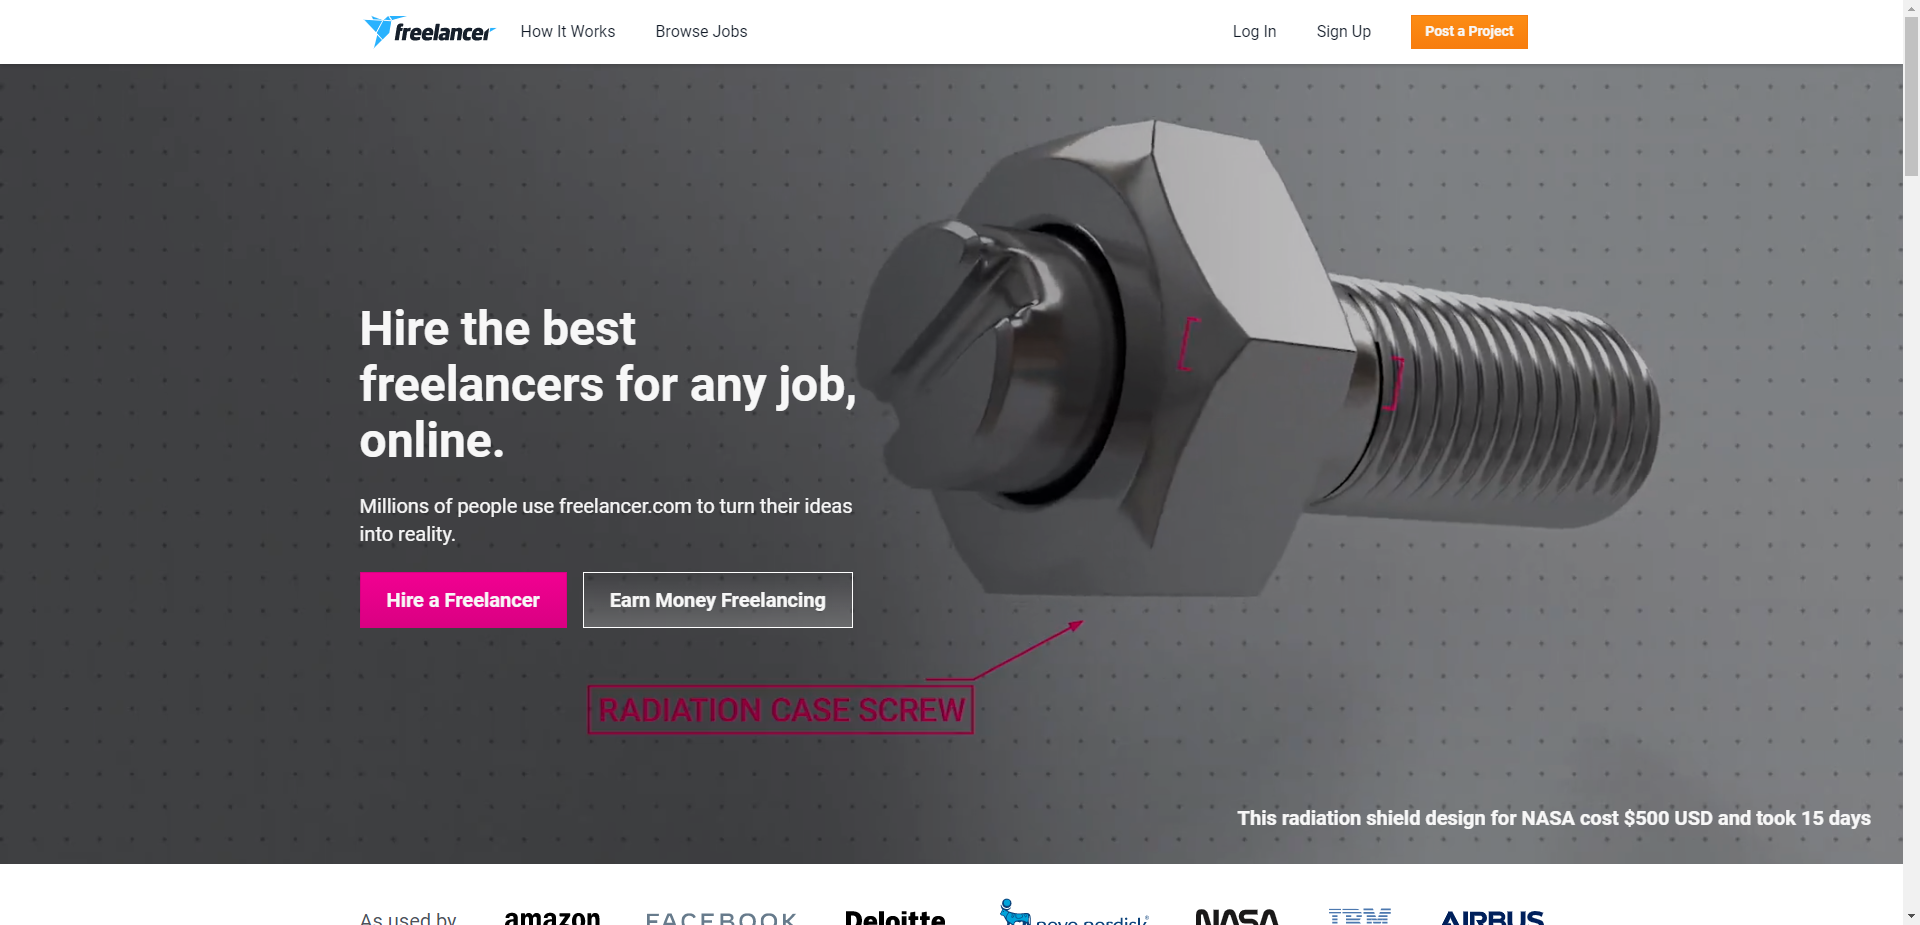 freelancer
How It Works
Browse Jobs
Log In
Sign Up
Post a Project
Hire the best
freelancers for any job,
online.
Millions of people use freelancer.com to turn their ideas
into reality.
Hire a Freelancer
Earn Money Freelancing
RADIATION CASE SCREW
This radiation shield design for NASA cost $500 USD and took 15 days
As used by
amazon
FACEBOOK
Deloitte
novo nordisk
NASA
IBM
AIRBUS